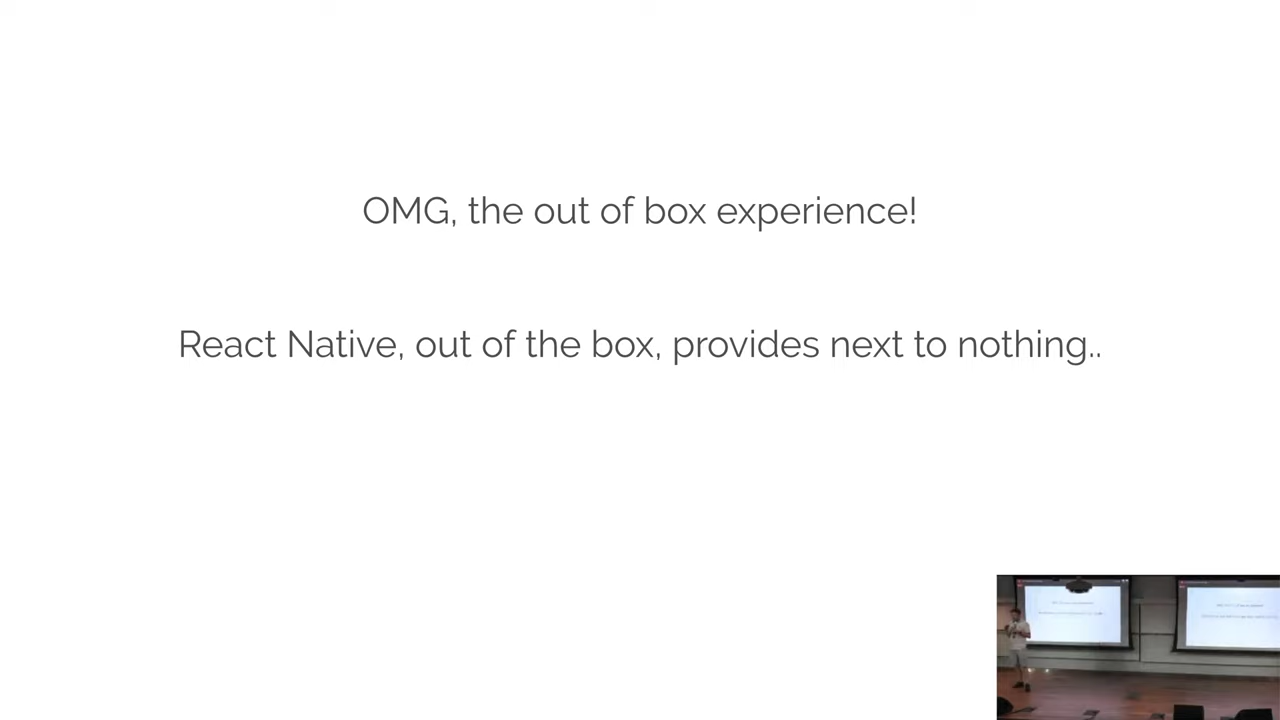 OMG, the out of box experience!
React Native, out of the box, provides next to nothing..